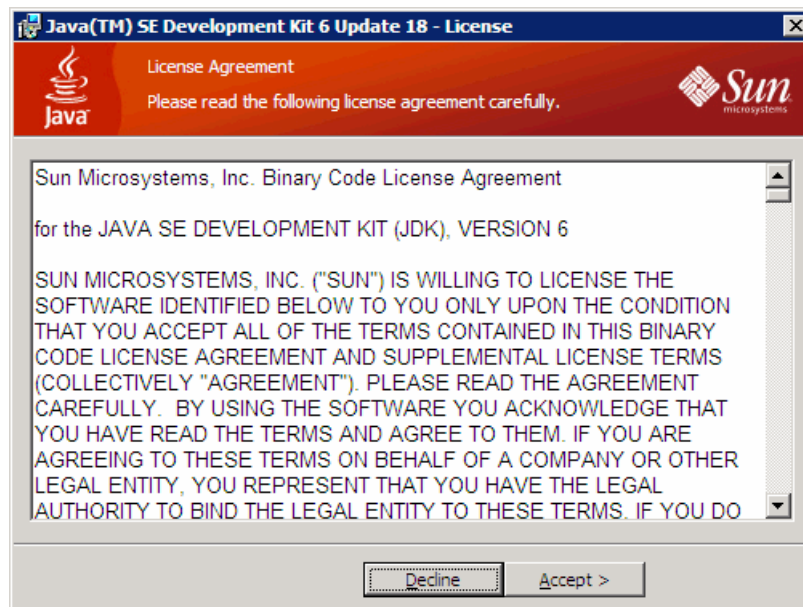 Java(TM) SE Development Kit 6 Update 18 - License
License Agreement
Please read the following license agreement carefully.
Java
Sun
microsystems
Sun Microsystems, Inc. Binary Code License Agreement
for the JAVA SE DEVELOPMENT KIT (JDK), VERSION 6
SUN MICROSYSTEMS, INC. ("SUN") IS WILLING TO LICENSE THE
SOFTWARE IDENTIFIED BELOW TO YOU ONLY UPON THE CONDITION
THAT YOU ACCEPT ALL OF THE TERMS CONTAINED IN THIS BINARY
CODE LICENSE AGREEMENT AND SUPPLEMENTAL LICENSE TERMS
(COLLECTIVELY "AGREEMENT"). PLEASE READ THE AGREEMENT
CAREFULLY.  BY USING THE SOFTWARE YOU ACKNOWLEDGE THAT
YOU HAVE READ THE TERMS AND AGREE TO THEM. IF YOU ARE
AGREEING TO THESE TERMS ON BEHALF OF A COMPANY OR OTHER
LEGAL ENTITY, YOU REPRESENT THAT YOU HAVE THE LEGAL
AUTHORITY TO BIND THE LEGAL ENTITY TO THESE TERMS. IF YOU DO
Decline
Accept >